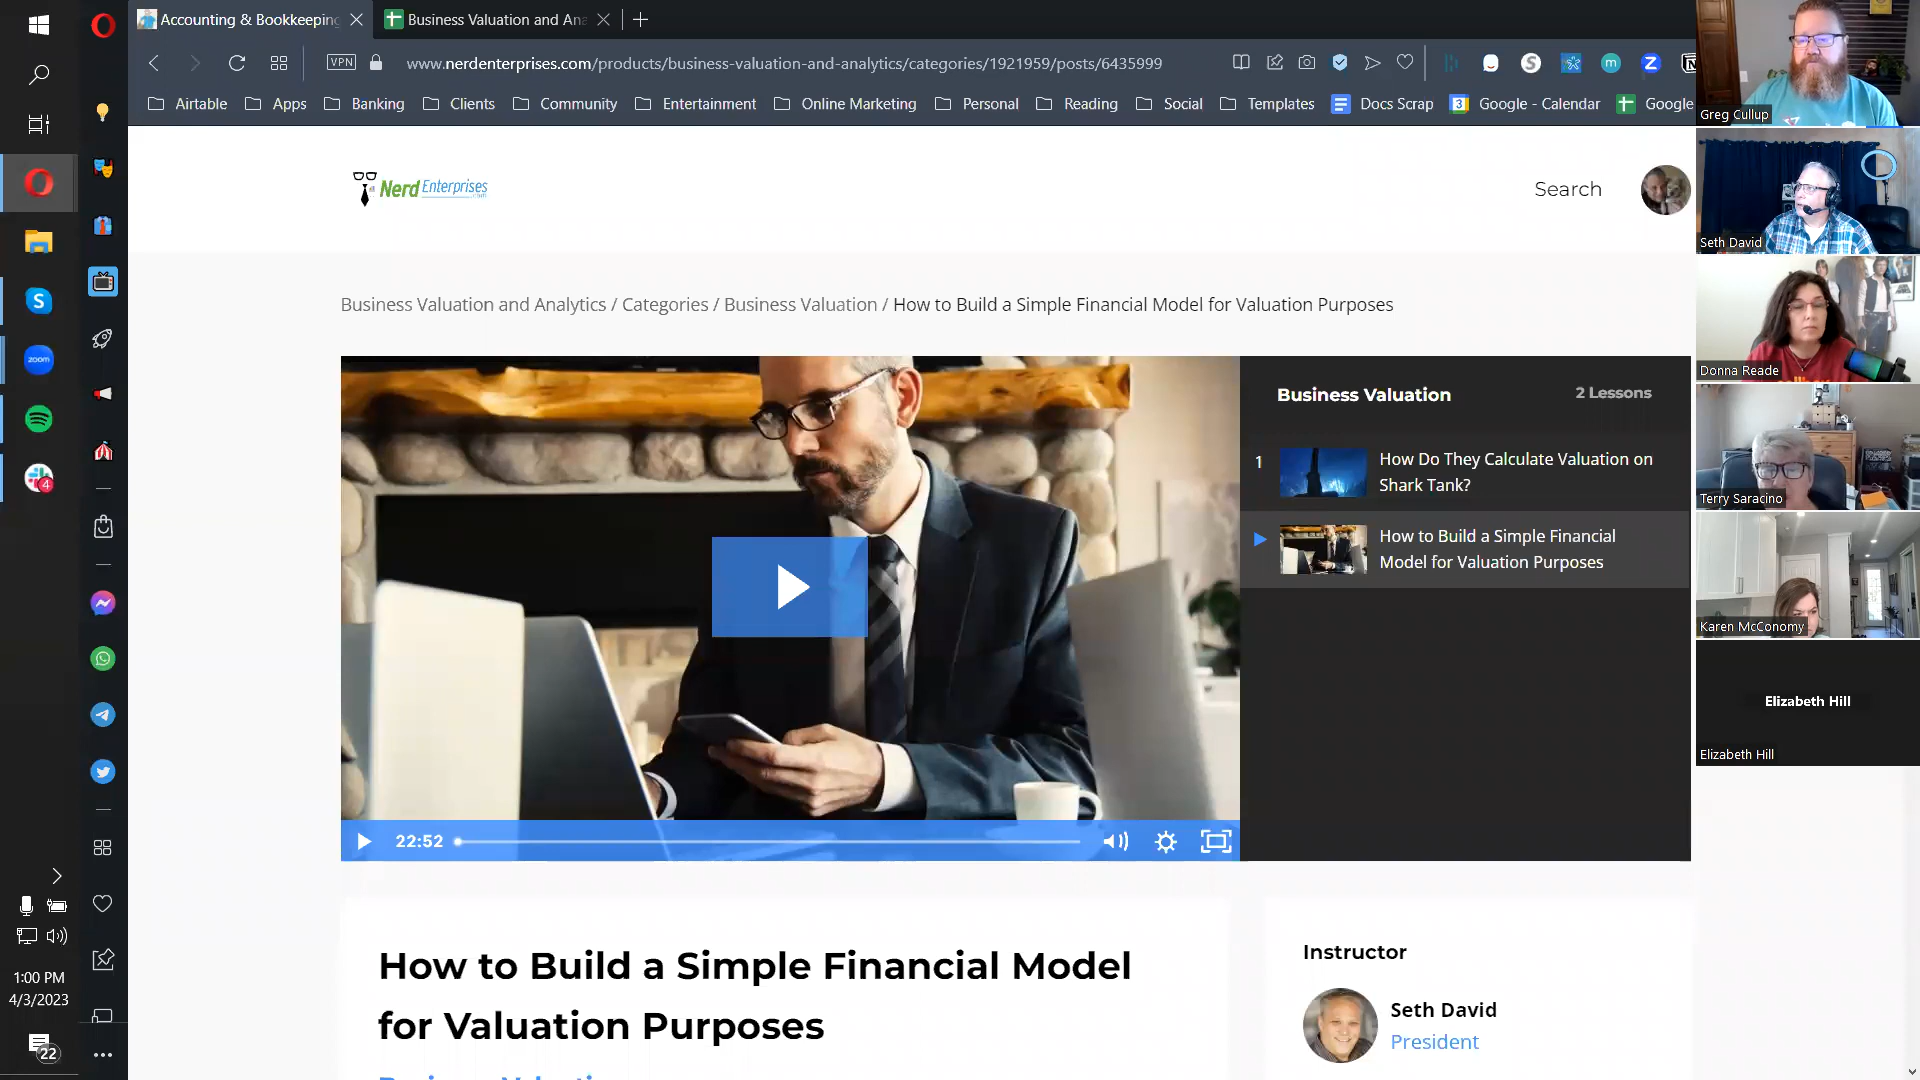 Accounting & Bookkeeping
Business Valuation and Ana
VPN
www.nerdenterprises.com/products/business-valuation-and-analytics/categories/1921959/posts/6435999
Airtable
Apps
Banking
Clients
Community
Entertainment
Online Marketing
Personal
Reading
Social
Templates
Docs Scrap
Google - Calendar
Google
Nerd Enterprises
.com
Search
Business Valuation and Analytics / Categories / Business Valuation / How to Build a Simple Financial Model for Valuation Purposes
Business Valuation
2 Lessons
1
How Do They Calculate Valuation on
Shark Tank?
How to Build a Simple Financial
Model for Valuation Purposes
22:52
How to Build a Simple Financial Model
for Valuation Purposes
Instructor
Seth David
President
Greg Cullup
Seth David
Donna Reade
Terry Saracino
Karen McConomy
Elizabeth Hill
Elizabeth Hill
zoom
4
1:00 PM
4/3/2023
22